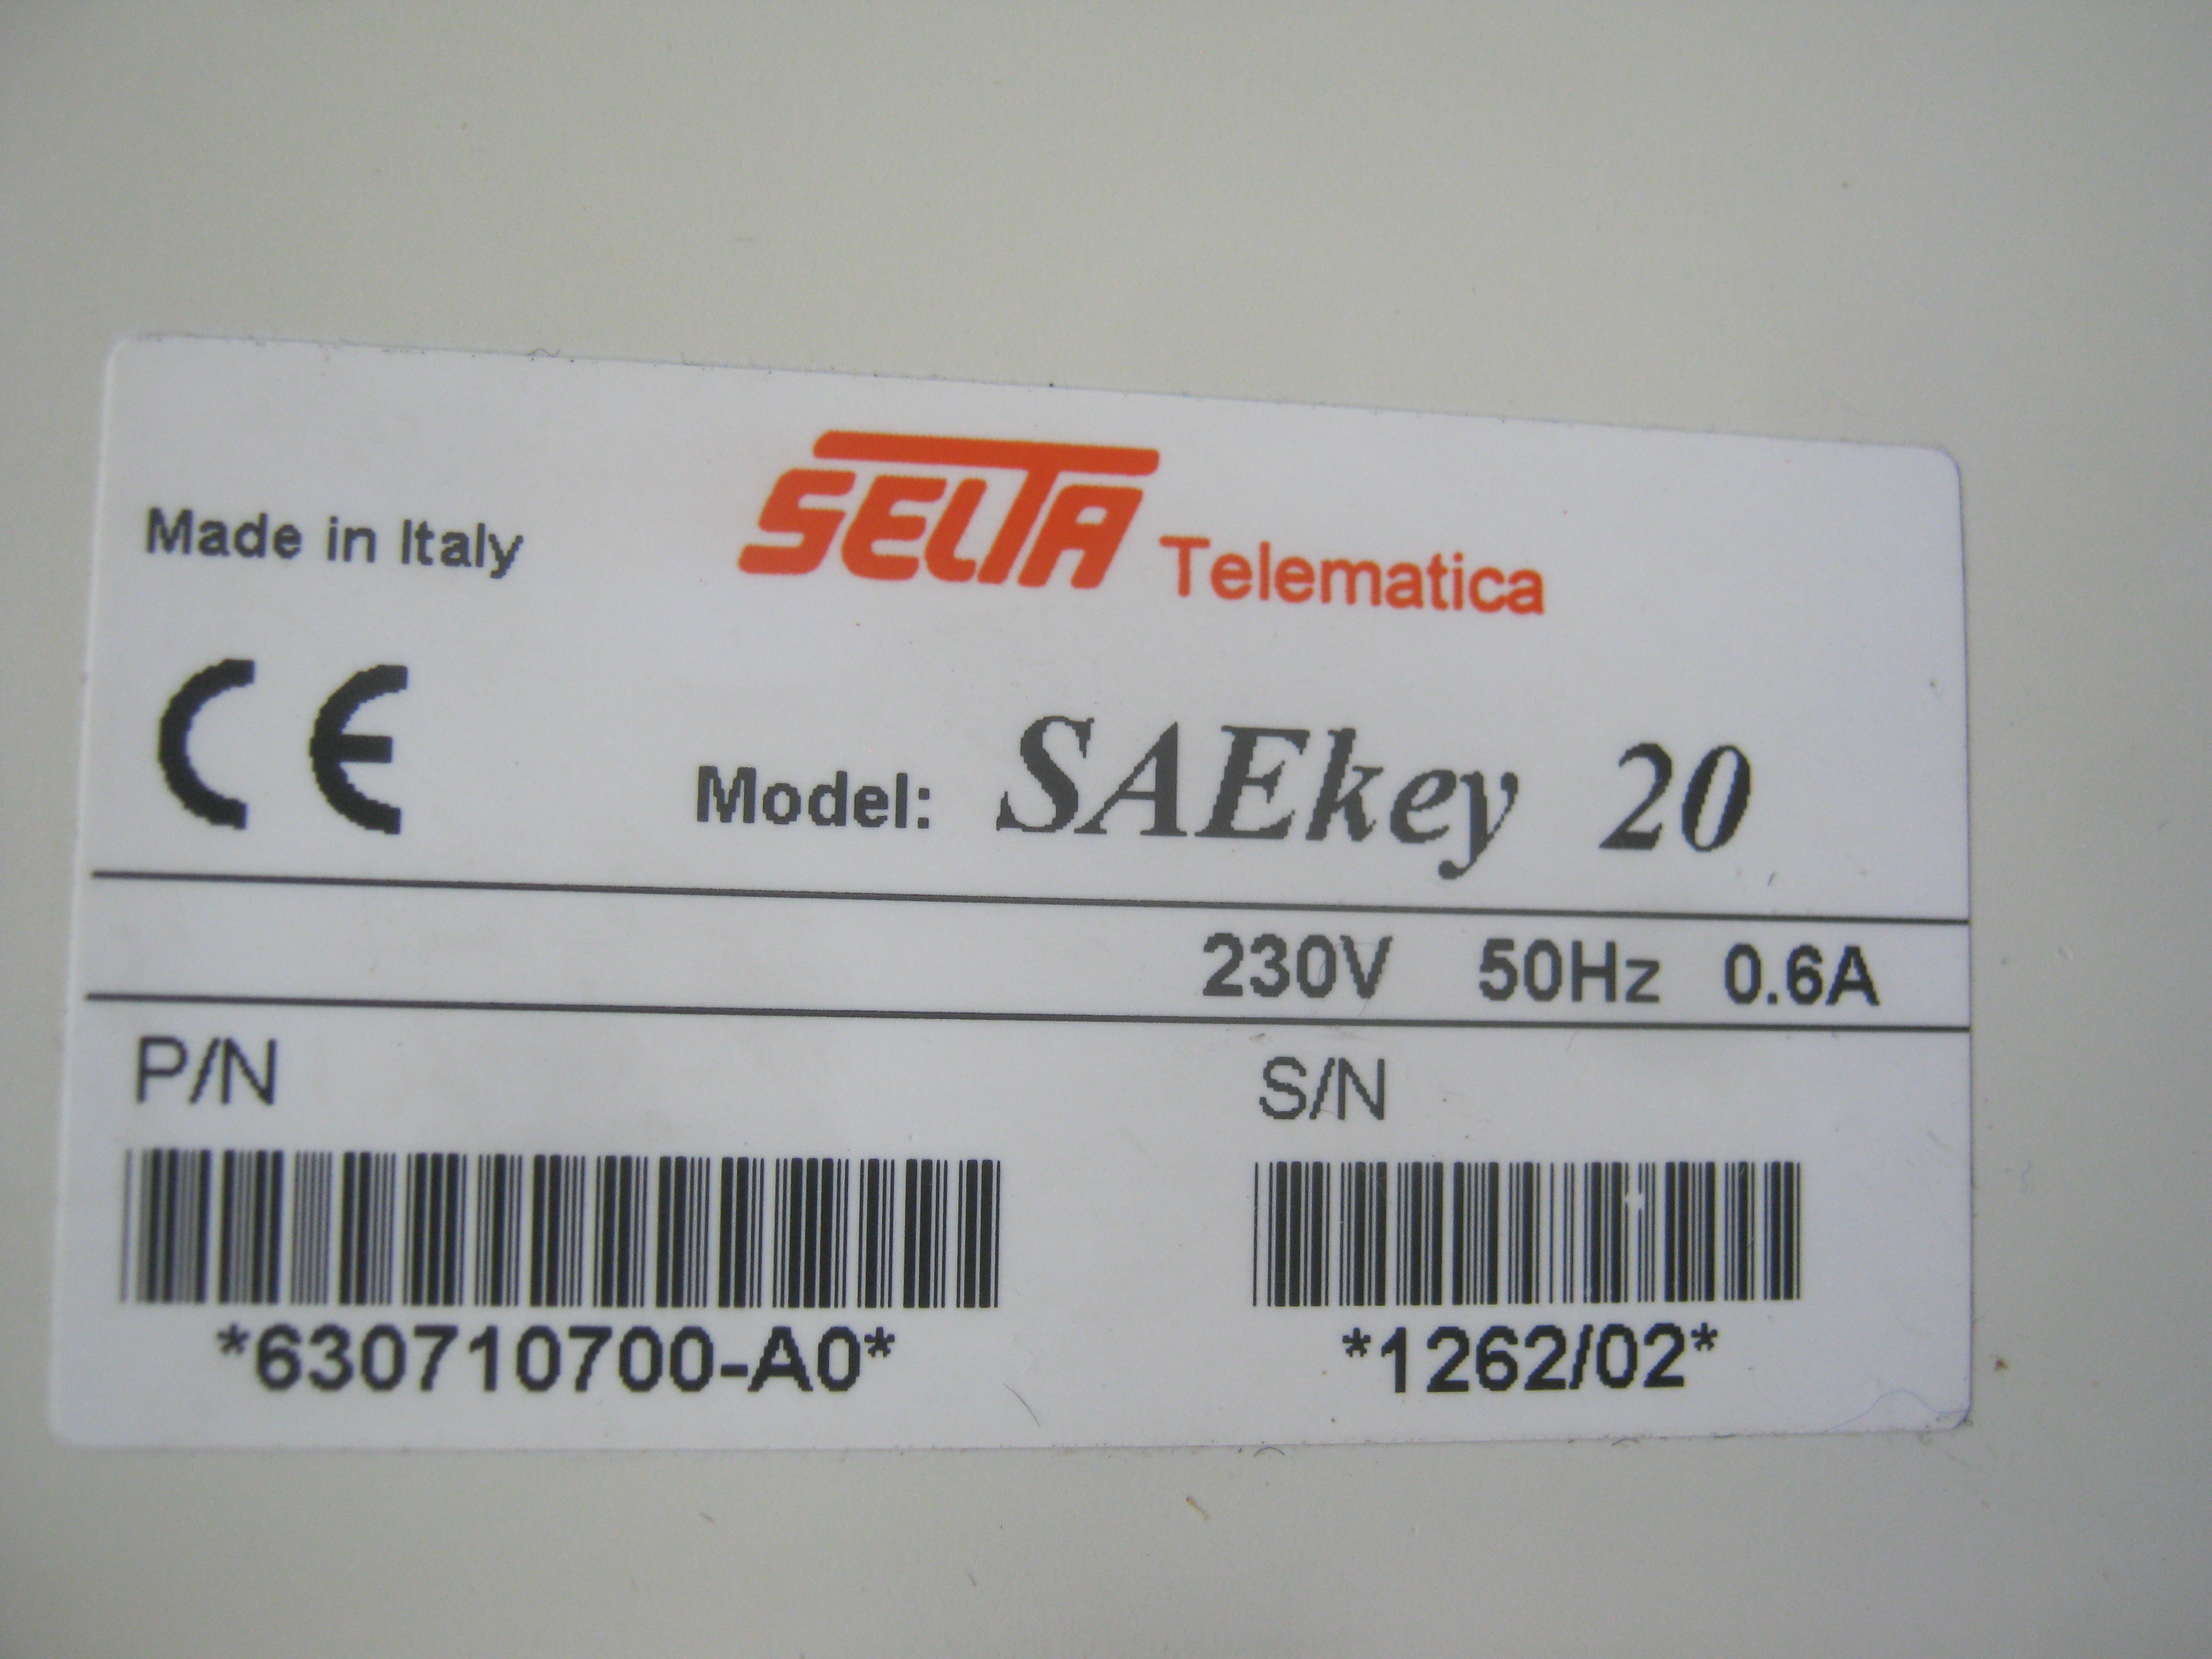 SELTA Telematica
Made in Italy
CE
Model: SAEkey 20
230V 50Hz 0.6A
P/N S/N
*630710700-A0* *1262/02*